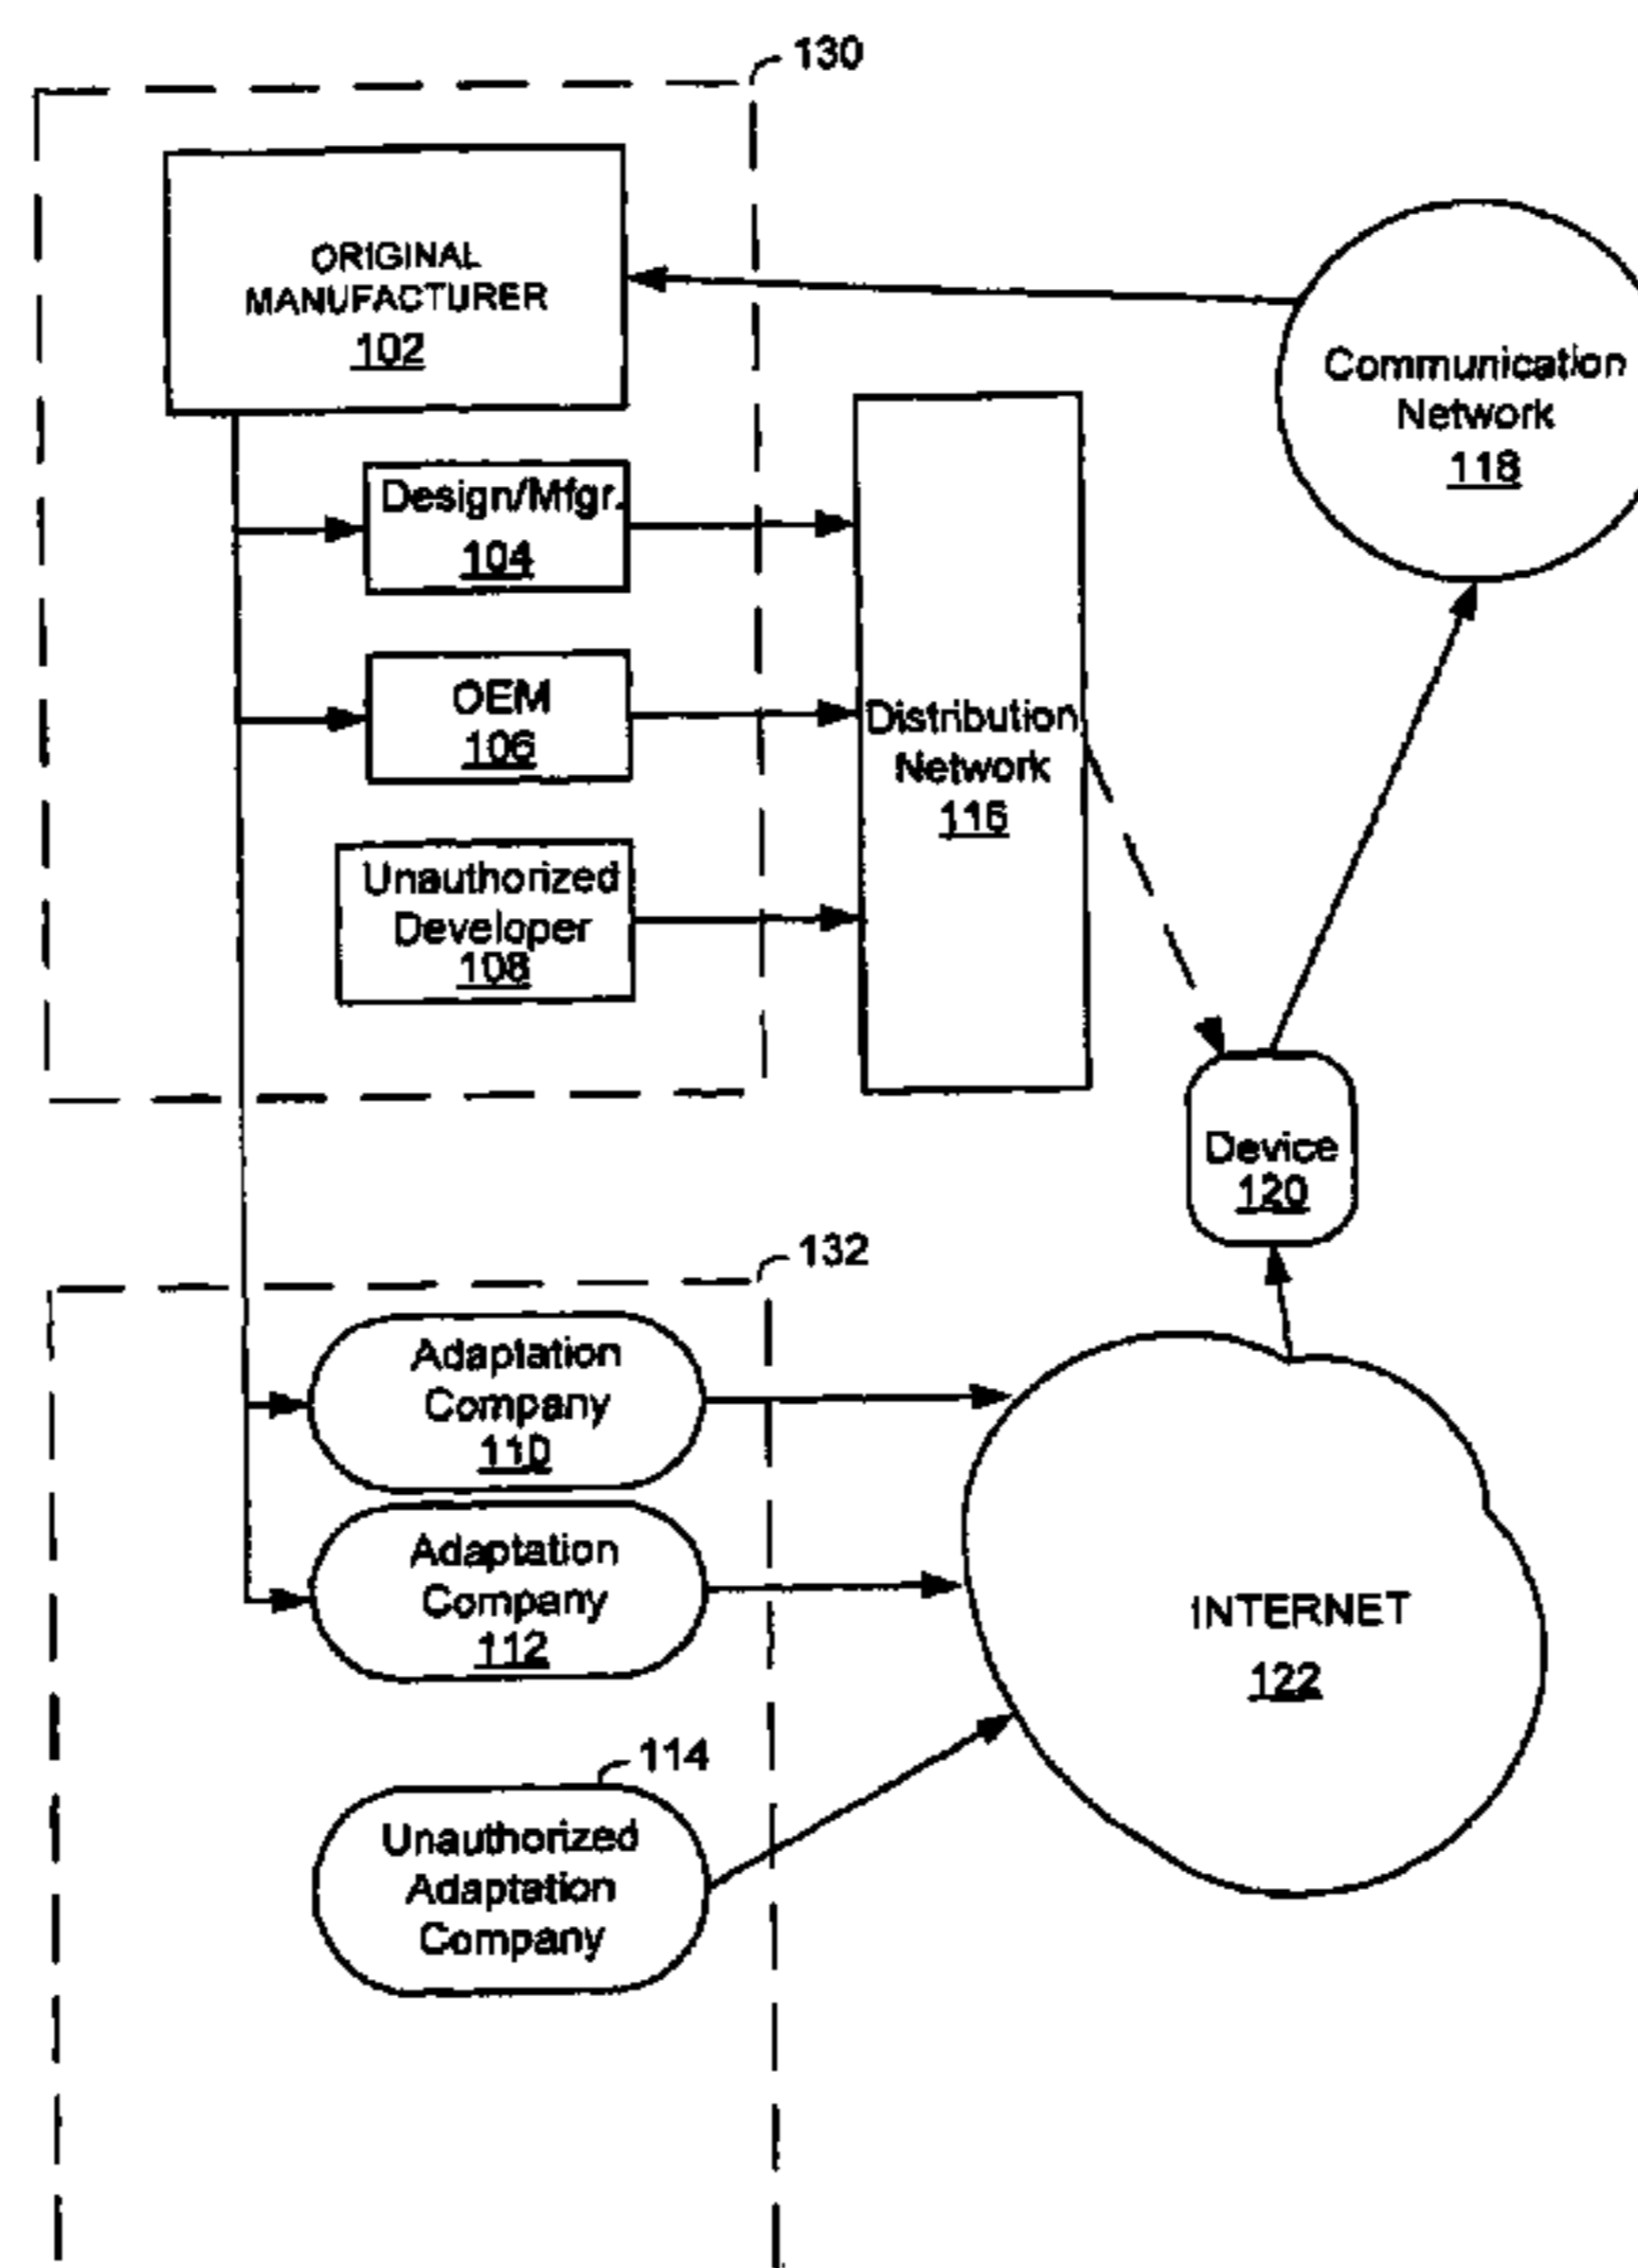 130
ORIGINAL
MANUFACTURER
102
Communication
Network
118
Design/Mfgr.
104
OEM
106
Distribution
Network
116
Unauthorized
Developer
108
Device
120
132
Adaptation
Company
110
Adaptation
Company
112
INTERNET
122
114
Unauthorized
Adaptation
Company